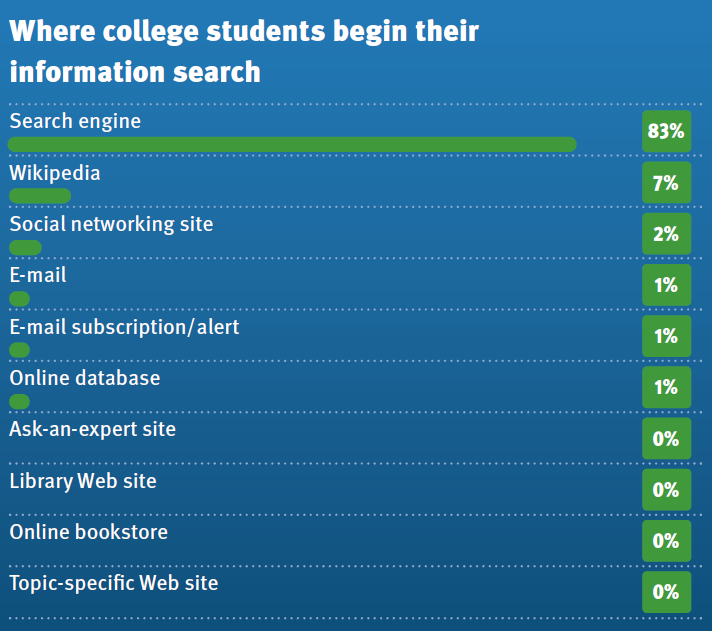 Where college students begin their
information search
Search engine
83%
Wikipedia
7%
Social networking site
2%
E-mail
1%
E-mail subscription/alert
1%
Online database
1%
Ask-an-expert site
0%
Library Web site
0%
Online bookstore
0%
Topic-specific Web site
0%